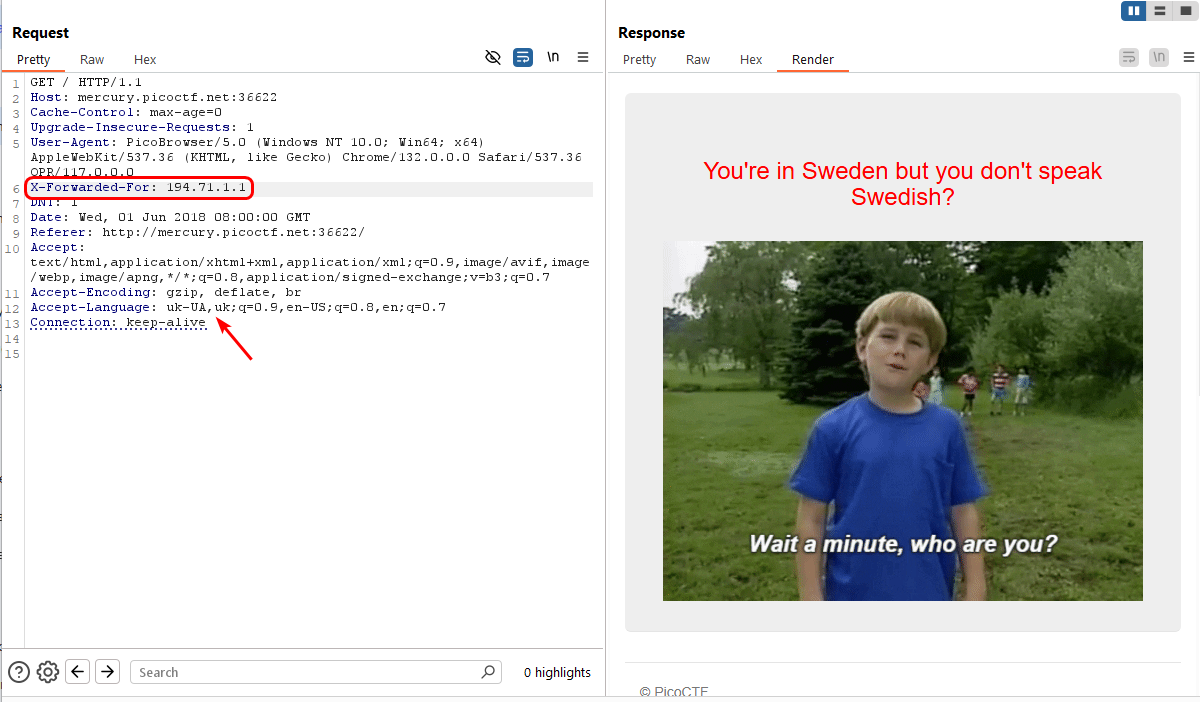 Request
Pretty Raw Hex
\n
1 GET / HTTP/1.1
2 Host: mercury.picoctf.net:36622
3 Cache-Control: max-age=0
4 Upgrade-Insecure-Requests: 1
5 User-Agent: PicoBrowser/5.0 (Windows NT 10.0; Win64; x64)
AppleWebKit/537.36 (KHTML, like Gecko) Chrome/132.0.0.0 Safari/537.36
OPR/117.0.0.0
6 X-Forwarded-For: 194.71.1.1
7 DNT: 1
8 Date: Wed, 01 Jun 2018 08:00:00 GMT
9 Referer: http://mercury.picoctf.net:36622/
10 Accept:
text/html,application/xhtml+xml,application/xml;q=0.9,image/avif,image
/webp,image/apng,*/*;q=0.8,application/signed-exchange;v=b3;q=0.7
11 Accept-Encoding: gzip, deflate, br
12 Accept-Language: uk-UA,uk;q=0.9,en-US;q=0.8,en;q=0.7
13 Connection: keep-alive
14
15
Search
0 highlights
Response
Pretty Raw Hex Render
\n
You're in Sweden but you don't speak
Swedish?
Wait a minute, who are you?
© PicoCTF